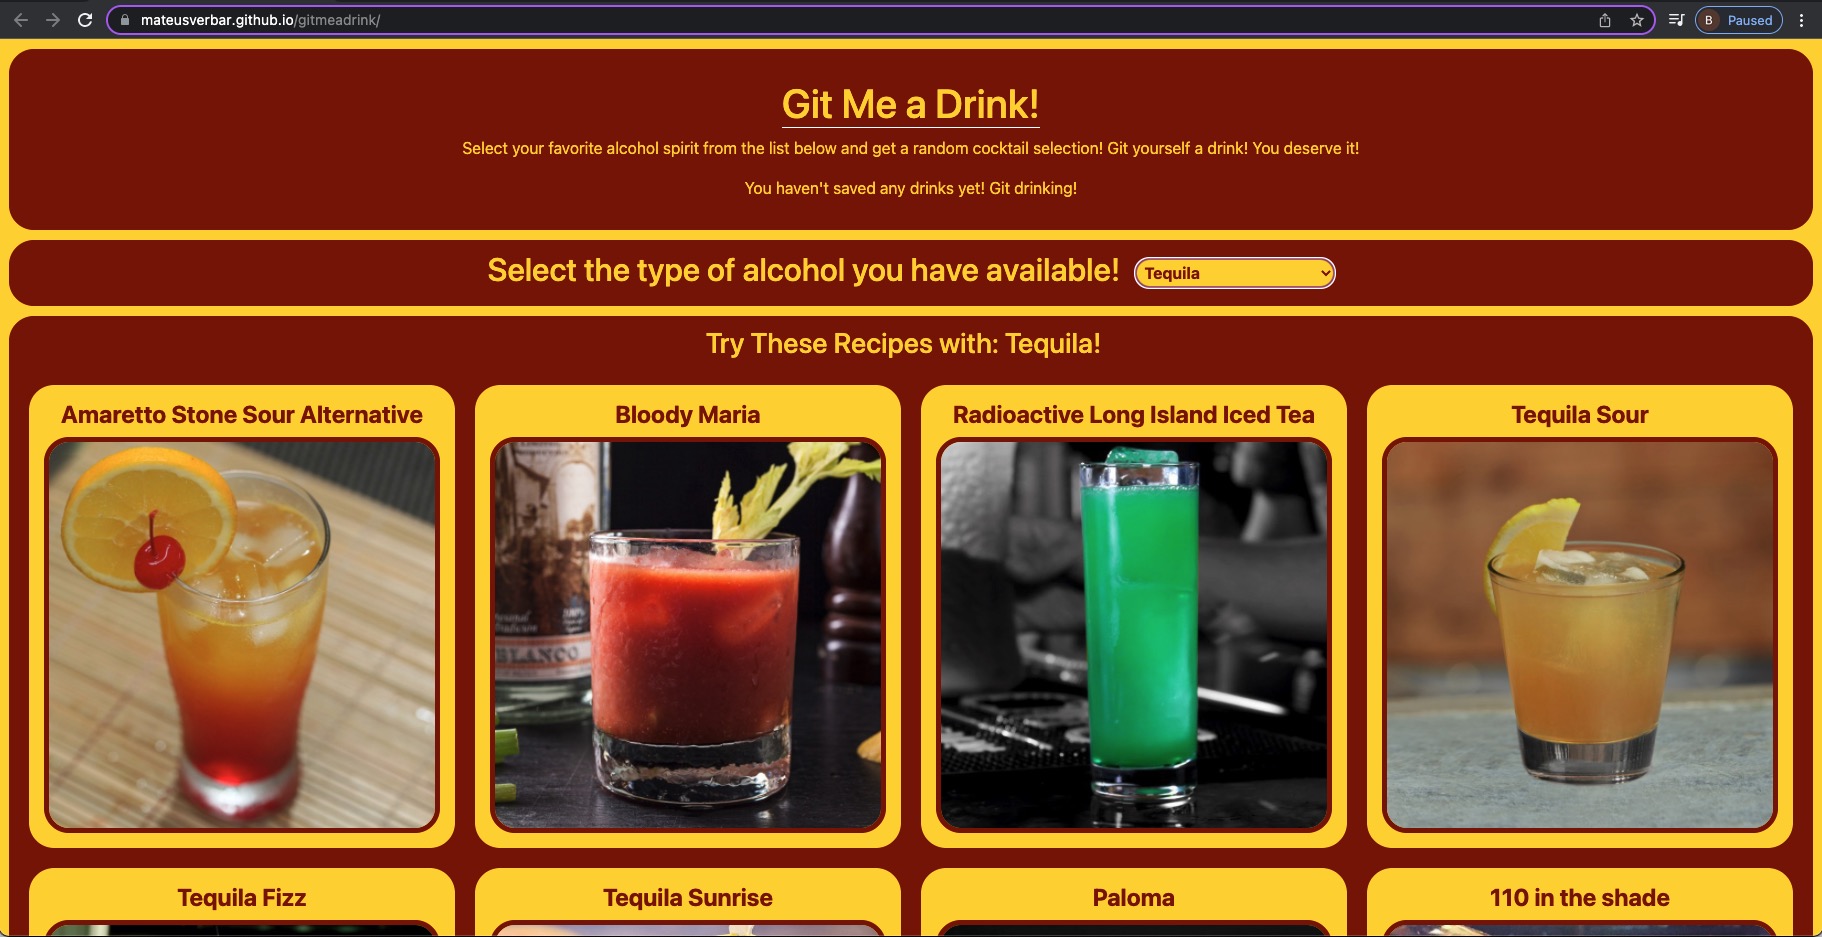 mateusverbar.github.io/gitmeadrink/
B Paused
Git Me a Drink!
Select your favorite alcohol spirit from the list below and get a random cocktail selection! Git yourself a drink! You deserve it!
You haven't saved any drinks yet! Git drinking!
Select the type of alcohol you have available! Tequila
Try These Recipes with: Tequila!
Amaretto Stone Sour Alternative
Bloody Maria
Radioactive Long Island Iced Tea
Tequila Sour
BLANCO
Tequila Fizz
Tequila Sunrise
Paloma
110 in the shade